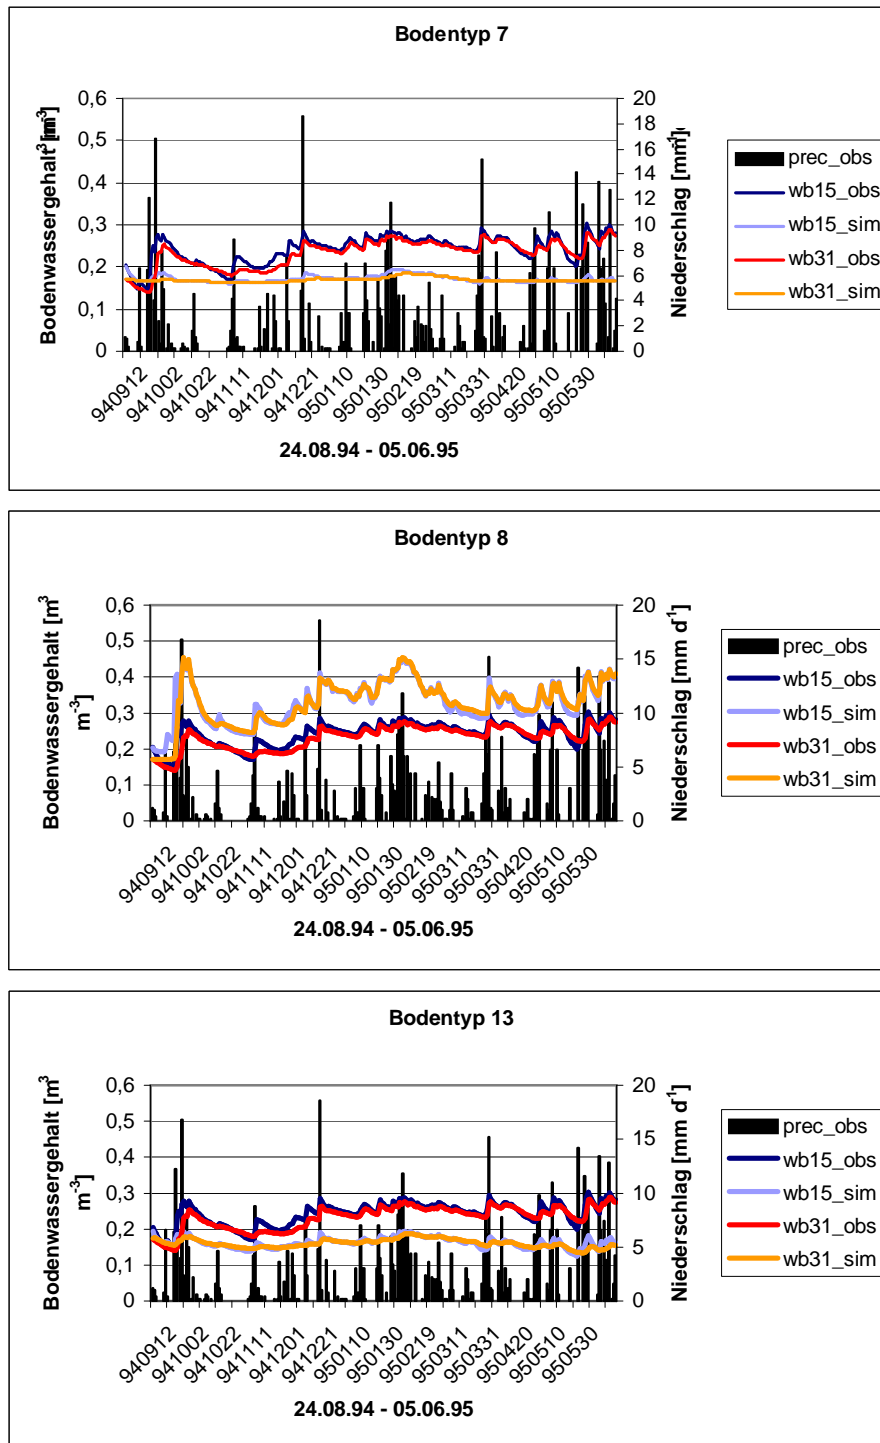 Bodentyp 7
Bodenwassergehalt [m³ m⁻³]
0,6
0,5
0,4
0,3
0,2
0,1
0
20
18
16
14
12
10
8
6
4
2
0
Niederschlag [mm d⁻¹]
940912
941002
941022
941111
941201
941221
950110
950130
950219
950311
950331
950420
950510
950530
24.08.94 - 05.06.95
prec_obs
wb15_obs
wb15_sim
wb31_obs
wb31_sim
Bodentyp 8
Bodenwassergehalt [m³
m⁻³]
0,6
0,5
0,4
0,3
0,2
0,1
0
20
15
10
5
0
Niederschlag [mm d⁻¹]
940912
941002
941022
941111
941201
941221
950110
950130
950219
950311
950331
950420
950510
950530
24.08.94 - 05.06.95
prec_obs
wb15_obs
wb15_sim
wb31_obs
wb31_sim
Bodentyp 13
Bodenwassergehalt [m³
m⁻³]
0,6
0,5
0,4
0,3
0,2
0,1
0
20
15
10
5
0
Niederschlag [mm d⁻¹]
940912
941002
941022
941111
941201
941221
950110
950130
950219
950311
950331
950420
950510
950530
24.08.94 - 05.06.95
prec_obs
wb15_obs
wb15_sim
wb31_obs
wb31_sim